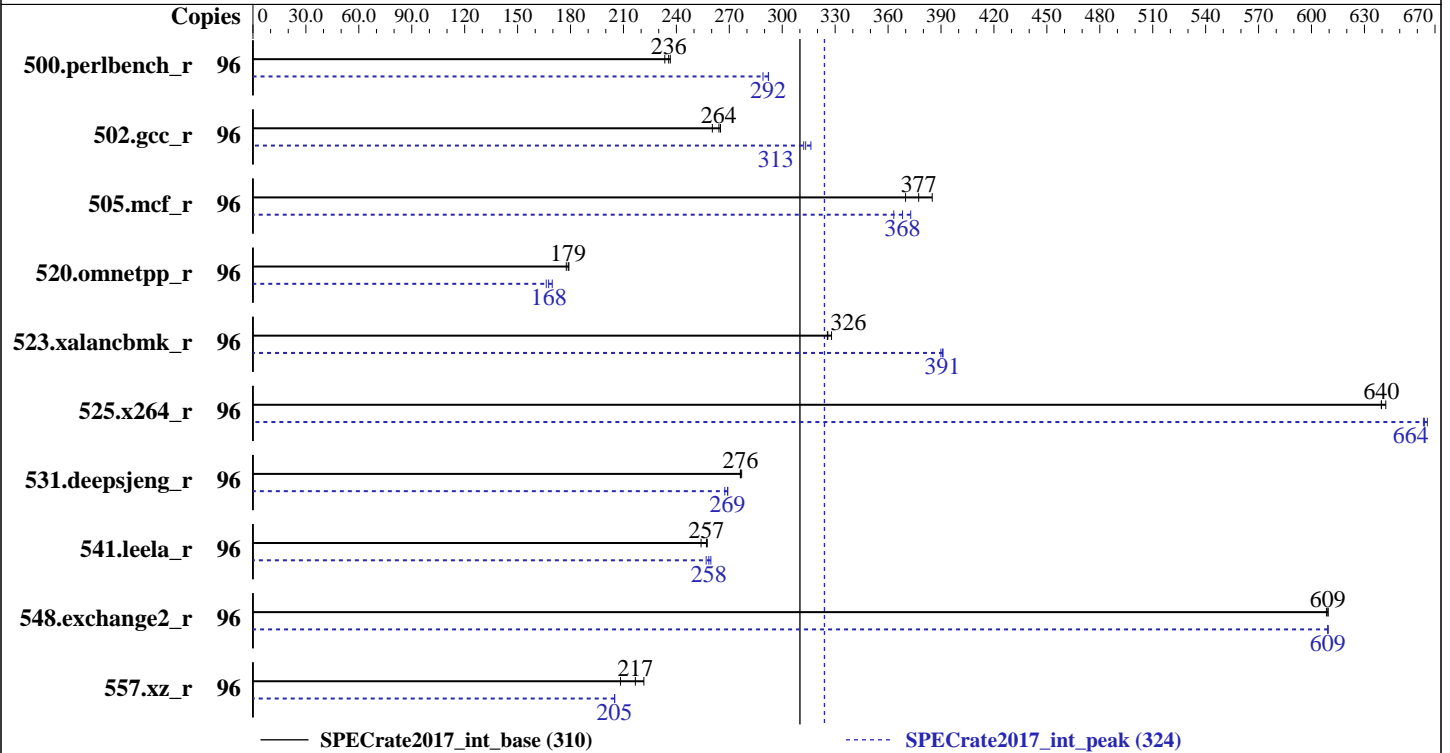 Copies 0 30.0 60.0 90.0 120 150 180 210 240 270 300 330 360 390 420 450 480 510 540 570 600 630 670
236
500.perlbench_r 96
292
264
502.gcc_r 96
313
377
505.mcf_r 96
368
179
520.omnetpp_r 96
168
326
523.xalancbmk_r 96
391
640
525.x264_r 96
664
276
531.deepsjeng_r 96
269
257
541.leela_r 96
258
609
548.exchange2_r 96
609
217
557.xz_r 96
205
SPECrate2017_int_base (310) SPECrate2017_int_peak (324)